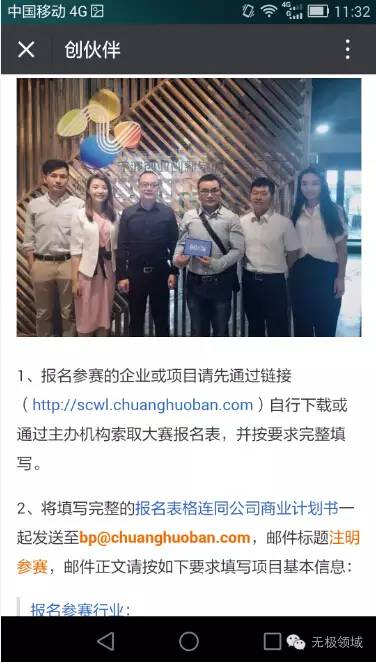 中国移动 4G
4G
11:32
创伙伴
1、报名参赛的企业或项目请先通过链接
（http://scwl.chuanghuoban.com）自行下载或
通过主办机构索取大赛报名表，并按要求完整填
写。
2、将填写完整的报名表格连同公司商业计划书一
起发送至bp@chuanghuoban.com，邮件标题注明
参赛，邮件正文请按如下要求填写项目基本信息：
报名参赛行业：
无极领域